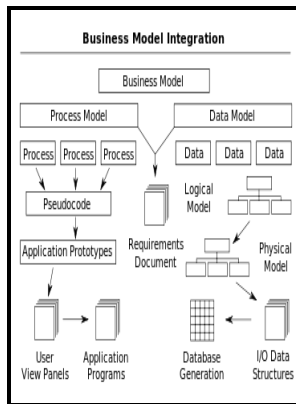 Business Model Integration
Business Model
Process Model
Data Model
Process
Process
Process
Data
Data
Data
Pseudocode
Logical
Model
Application Prototypes
Requirements
Document
Physical
Model
User
View Panels
Application
Programs
Database
Generation
I/O Data
Structures